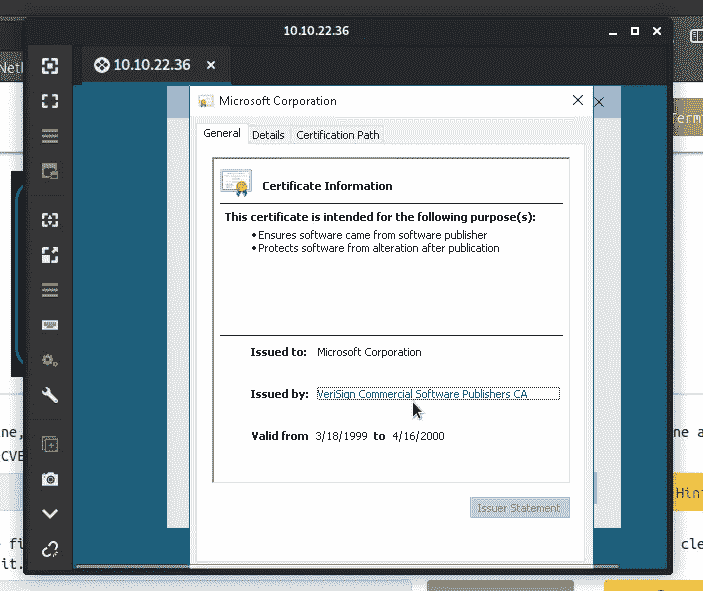 10.10.22.36
Netl
10.10.22.36
Microsoft Corporation
General Details Certification Path
Certificate Information
This certificate is intended for the following purpose(s):
• Ensures software came from software publisher
• Protects software from alteration after publication
Issued to: Microsoft Corporation
Issued by: VeriSign Commercial Software Publishers CA
Valid from 3/18/1999 to 4/16/2000
Issuer Statement
Term
ne,
ne a
CVE
Hin
fi
cle
it.